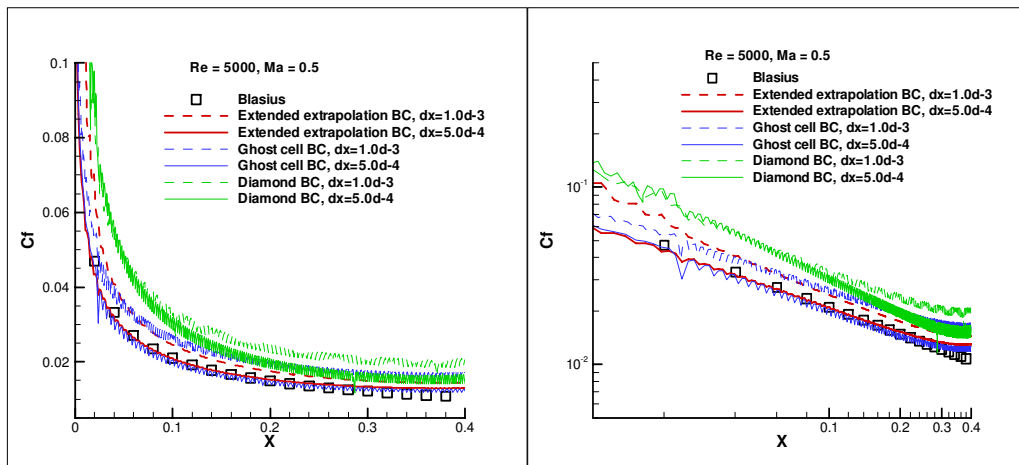 Re = 5000, Ma = 0.5
Blasius
Extended extrapolation BC, dx=1.0d-3
Extended extrapolation BC, dx=5.0d-4
Ghost cell BC, dx=1.0d-3
Ghost cell BC, dx=5.0d-4
Diamond BC, dx=1.0d-3
Diamond BC, dx=5.0d-4
Cf
0.1
0.08
0.06
0.04
0.02
0
0.1
0.2
0.3
0.4
X
Re = 5000, Ma = 0.5
Blasius
Extended extrapolation BC, dx=1.0d-3
Extended extrapolation BC, dx=5.0d-4
Ghost cell BC, dx=1.0d-3
Ghost cell BC, dx=5.0d-4
Diamond BC, dx=1.0d-3
Diamond BC, dx=5.0d-4
Cf
10-1
10-2
0.1
0.2
0.3
0.4
X